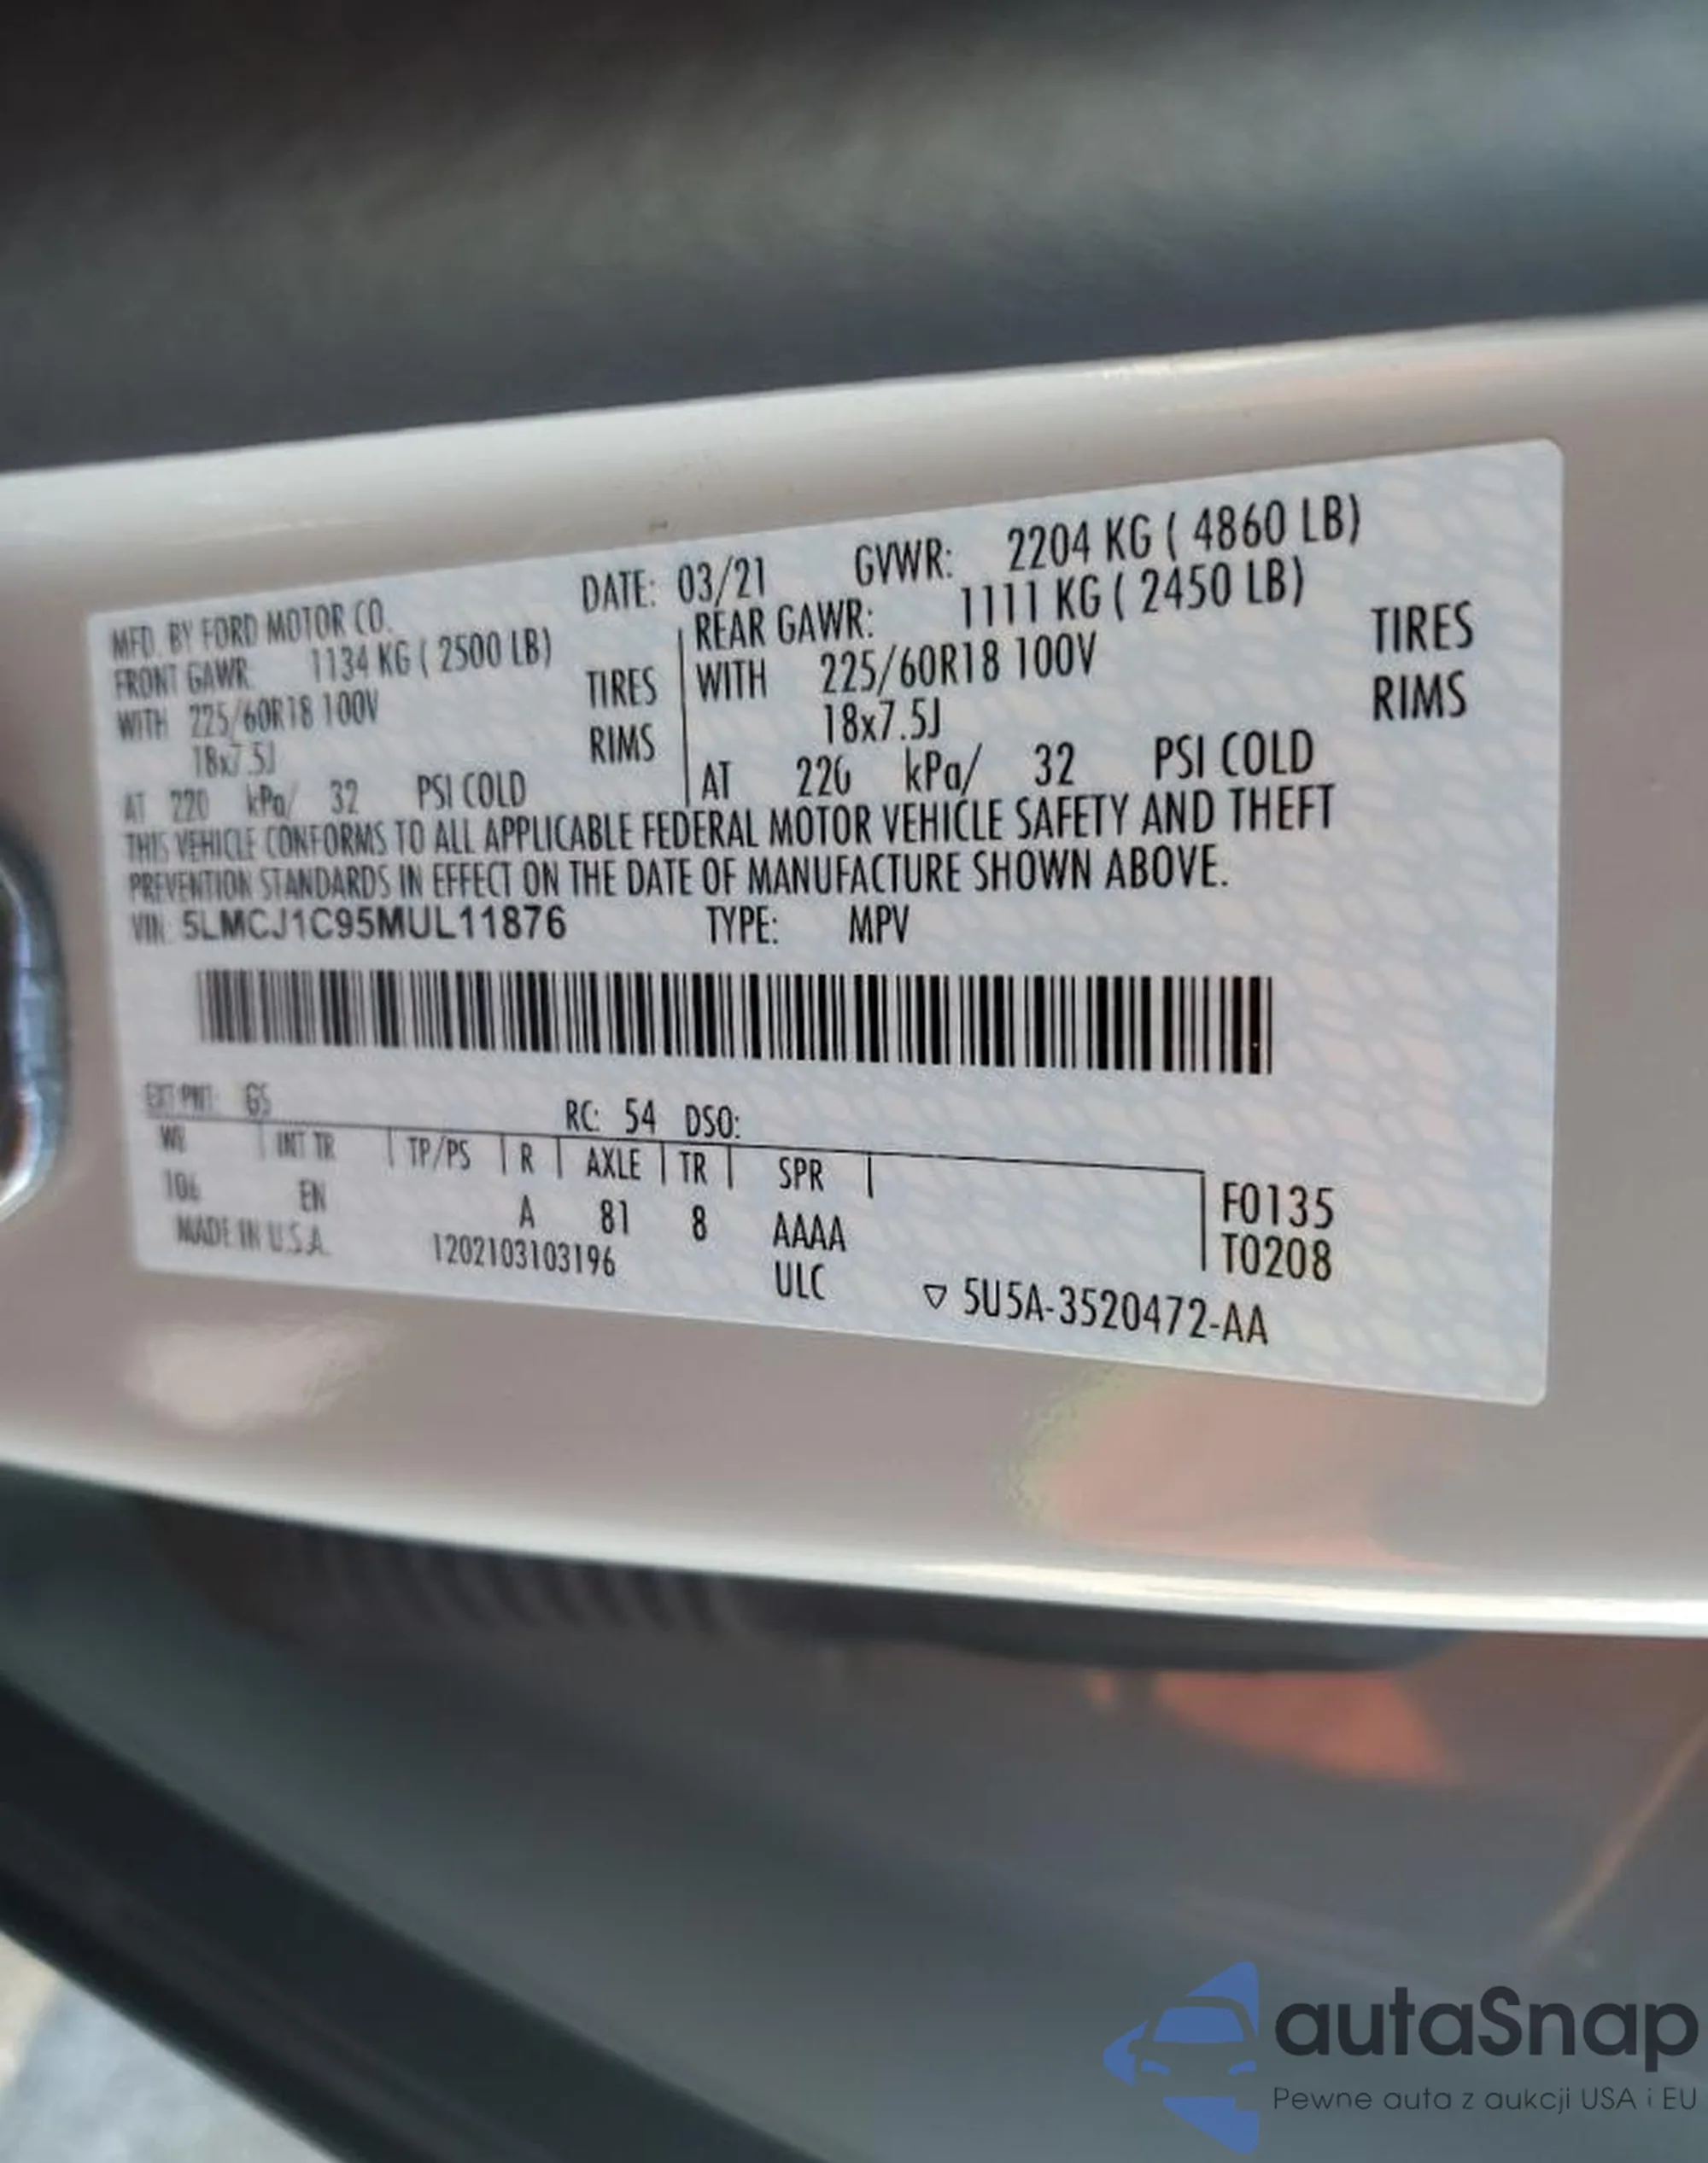 MFD. BY FORD MOTOR CO. DATE: 03/21 GVWR: 2204 KG ( 4860 LB)
FRONT GAWR: 1134 KG ( 2500 LB) REAR GAWR: 1111 KG ( 2450 LB)
WITH 225/60R18 100V TIRES WITH 225/60R18 100V TIRES
18x7.5J RIMS 18x7.5J RIMS
AT 220 kPa/ 32 PSI COLD AT 220 kPa/ 32 PSI COLD
THIS VEHICLE CONFORMS TO ALL APPLICABLE FEDERAL MOTOR VEHICLE SAFETY AND THEFT
PREVENTION STANDARDS IN EFFECT ON THE DATE OF MANUFACTURE SHOWN ABOVE.
VIN: 5LMCJ1C95MUL11876 TYPE: MPV
EXT PNT: RC: 54 DSO:
WB INT TR TP/PS R AXLE TR SPR
106 EN A 81 8 AAAA F0135
MADE IN U.S.A. 1202103103196 ULC T0208
▽ 5U5A-3520472-AA
autaSnap
Pewne auta z aukcji USA i EU